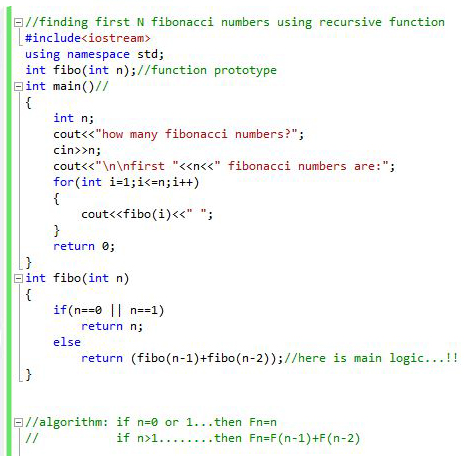 //finding first N fibonacci numbers using recursive function
#include<iostream>
using namespace std;
int fibo(int n);//function prototype
int main()//
{
int n;
cout<<"how many fibonacci numbers?";
cin>>n;
cout<<"\n\nfirst "<<n<<" fibonacci numbers are:";
for(int i=1;i<=n;i++)
{
cout<<fibo(i)<<" ";
}
return 0;
}
int fibo(int n)
{
if(n==0 || n==1)
return n;
else
return (fibo(n-1)+fibo(n-2));//here is main logic...!!
}
//algorithm: if n=0 or 1...then Fn=n
// if n>1........then Fn=F(n-1)+F(n-2)